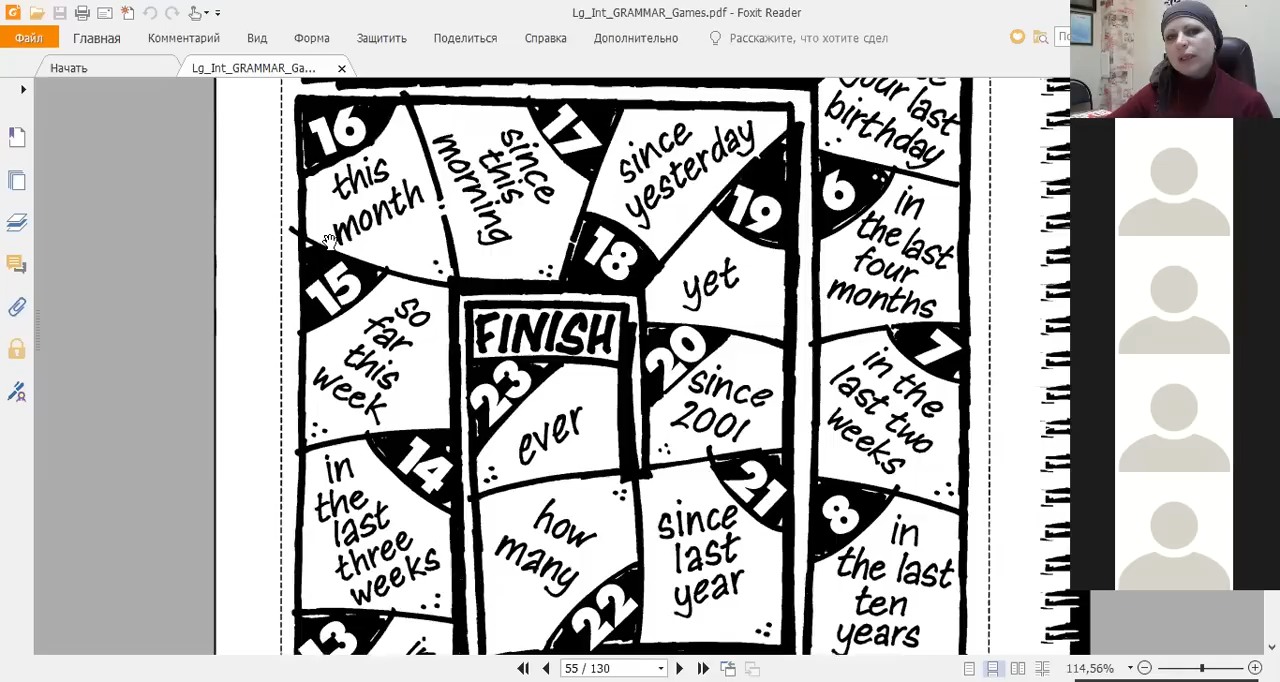 Lg_Int_GRAMMAR_Games.pdf - Foxit Reader
Файл
Главная
Комментарий
Вид
Форма
Защитить
Поделиться
Справка
Дополнительно
Расскажите, что хотите сделать
Начать
Lg_Int_GRAMMAR_Ga...
your last
birthday
16
this
month
17
since
this
morning
18
since
yesterday
19
yet
6
in
the last
four
months
15
so
far
this
week
FINISH
23
ever
20
since
2001
7
in the
last two
weeks
14
in
the
last
three
weeks
how
many
22
21
since
last
year
8
in
the last
ten
years
13
55 / 130
114,56%